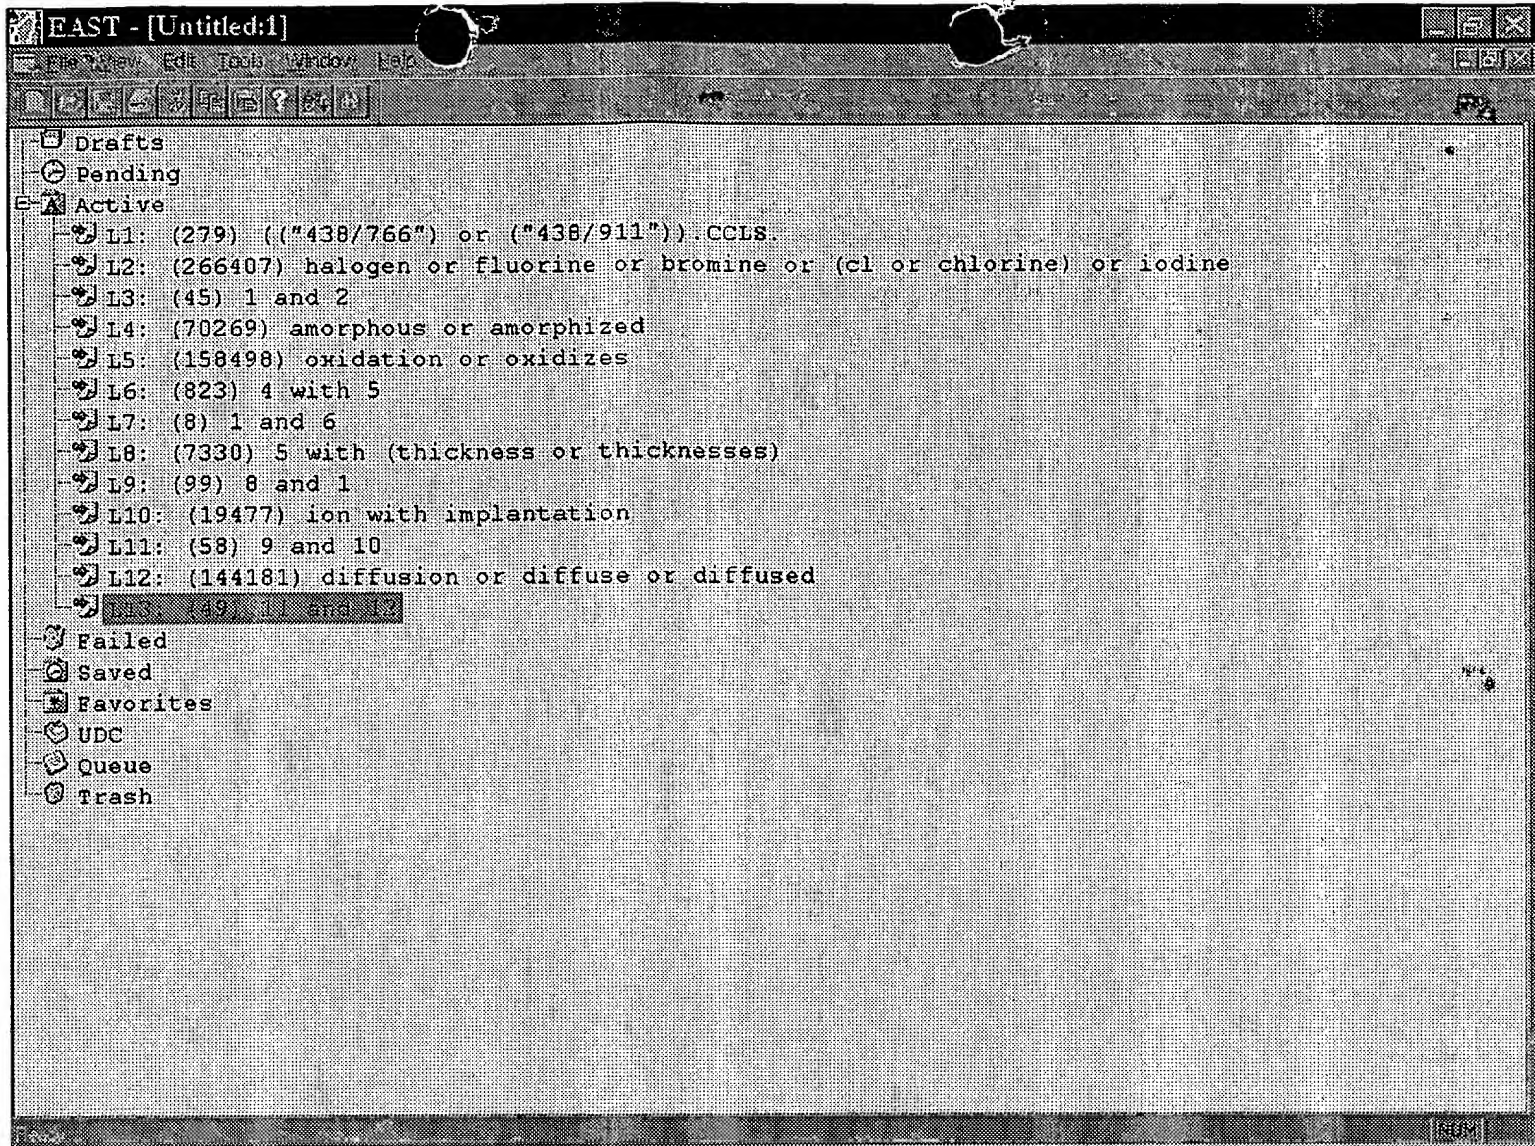 EAST - [Untitled:1]
File View Edit Tools Window Help
Drafts
Pending
Active
L1: (279) (("438/766") or ("438/911")).CCLS.
L2: (266407) halogen or fluorine or bromine or (cl or chlorine) or iodine
L3: (45) 1 and 2
L4: (70269) amorphous or amorphized
L5: (158498) oxidation or oxidizes
L6: (823) 4 with 5
L7: (8) 1 and 6
L8: (7330) 5 with (thickness or thicknesses)
L9: (99) 8 and 1
L10: (19477) ion with implantation
L11: (58) 9 and 10
L12: (144181) diffusion or diffuse or diffused
L13: (49) 11 and 12
Failed
Saved
Favorites
UDC
Queue
Trash
Ready
NUM